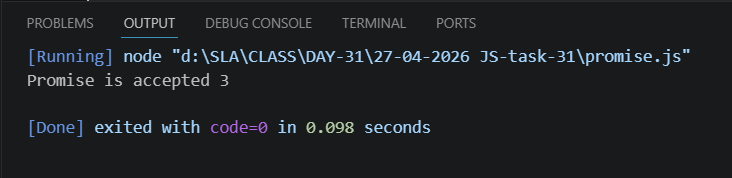 PROBLEMS OUTPUT DEBUG CONSOLE TERMINAL PORTS
[Running] node "d:\SLA\CLASS\DAY-31\27-04-2026 JS-task-31\promise.js"
Promise is accepted 3
[Done] exited with code=0 in 0.098 seconds